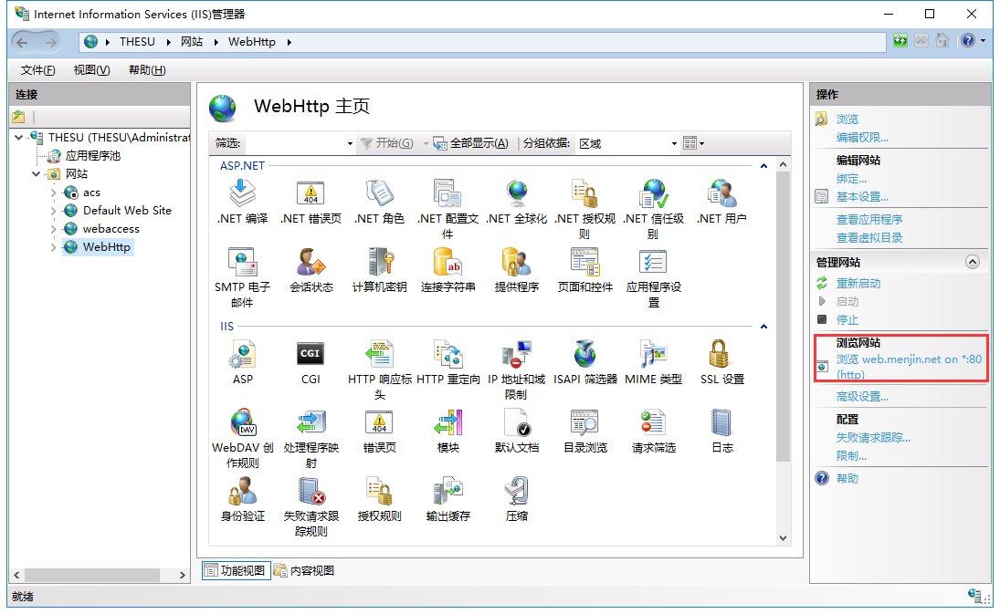 Internet Information Services (IIS)管理器
THESU
网站
WebHttp
文件(F)
视图(V)
帮助(H)
连接
THESU (THESU\Administrat
应用程序池
网站
acs
Default Web Site
webaccess
WebHttp
WebHttp 主页
筛选:
开始(G)
全部显示(A)
分组依据:
区域
ASP.NET
.NET 编译
.NET 错误页
.NET 角色
.NET 配置文
件
.NET 全球化
.NET 授权规
则
.NET 信任级
别
.NET 用户
SMTP 电子
邮件
会话状态
计算机密钥
连接字符串
提供程序
页面和控件
应用程序设
置
IIS
ASP
CGI
CGI
HTTP 响应标
头
HTTP 重定向
IP 地址和域
限制
ISAPI 筛选器
MIME 类型
SSL 设置
WebDAV 创
作规则
处理程序映
射
错误页
模块
默认文档
目录浏览
请求筛选
日志
身份验证
失败请求跟
踪规则
授权规则
输出缓存
压缩
功能视图
内容视图
操作
浏览
编辑权限...
编辑网站
绑定...
基本设置...
查看应用程序
查看虚拟目录
管理网站
重新启动
启动
停止
浏览网站
浏览 web.menjin.net on *:80
(http)
高级设置...
配置
失败请求跟踪...
限制...
帮助
就绪